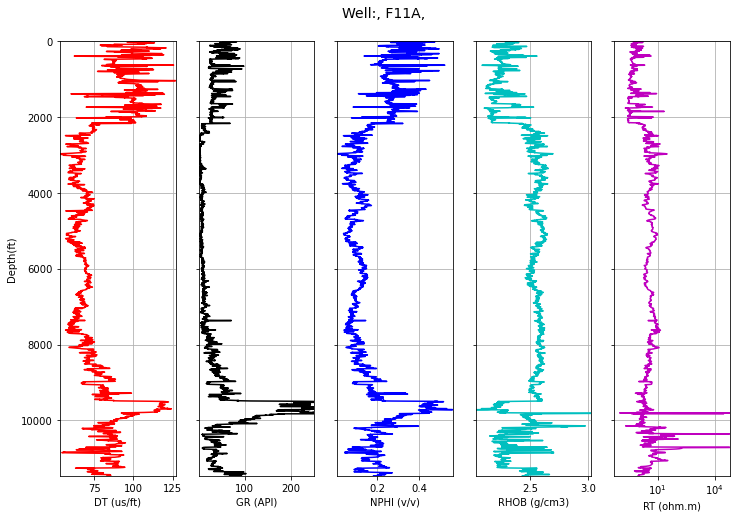 Well:, F11A,
Depth(ft)
0
2000
4000
6000
8000
10000
75 100 125
100 200
0.2 0.4
2.5 3.0
10¹ 10⁴
DT (us/ft) GR (API) NPHI (v/v) RHOB (g/cm3) RT (ohm.m)